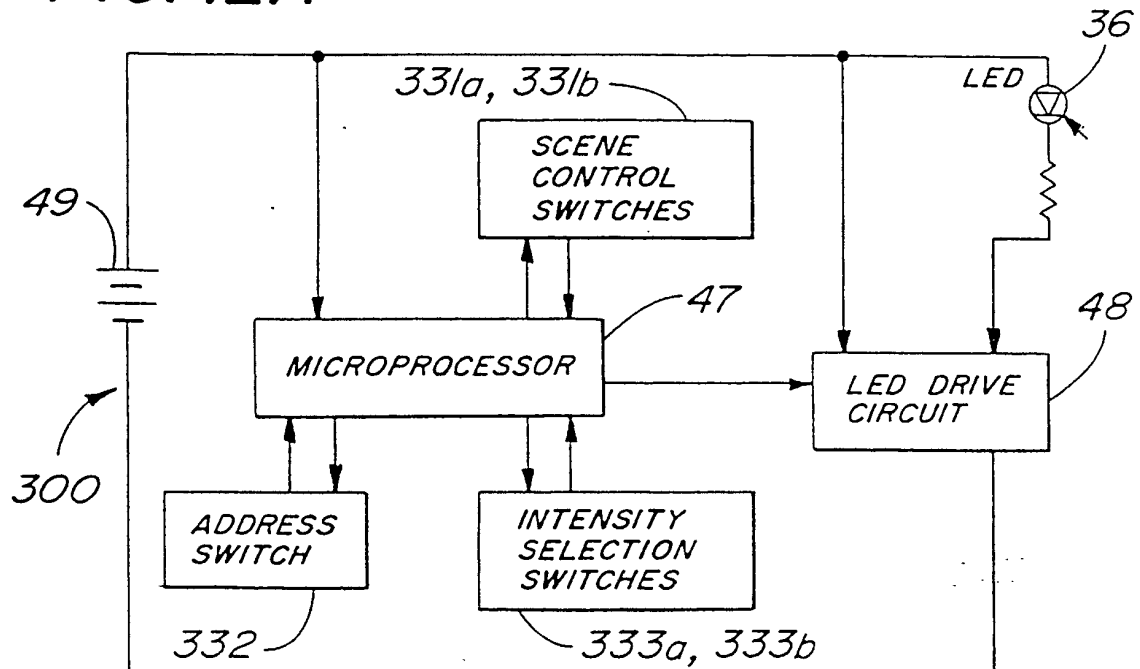 36
LED
331a, 331b
SCENE
CONTROL
SWITCHES
49
47
48
MICROPROCESSOR
LED DRIVE
CIRCUIT
300
ADDRESS
SWITCH
INTENSITY
SELECTION
SWITCHES
332
333a, 333b